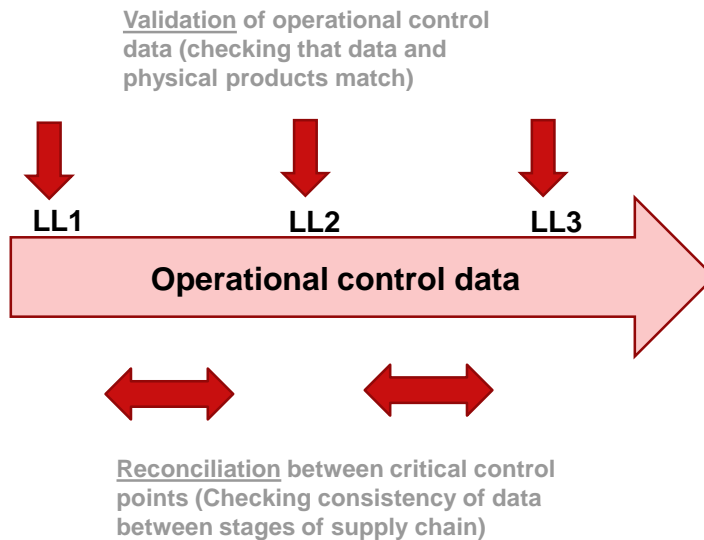 Validation of operational control
data (checking that data and
physical products match)
LL1 LL2 LL3
Operational control data
Reconciliation between critical control
points (Checking consistency of data
between stages of supply chain)